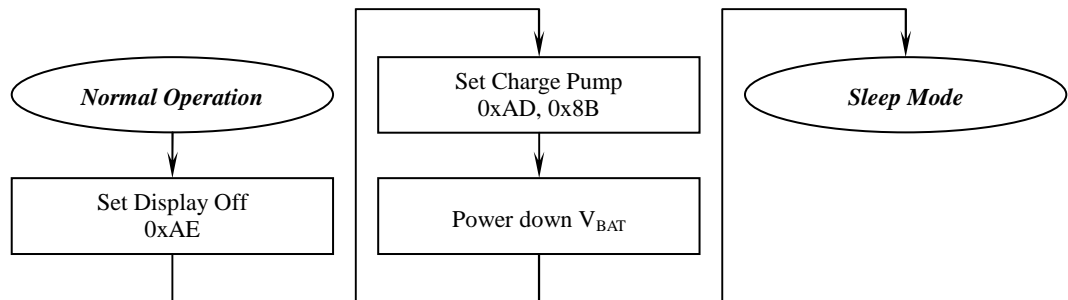 Normal Operation
Set Display Off
0xAE
Set Charge Pump
0xAD, 0x8B
Power down VBAT
Sleep Mode